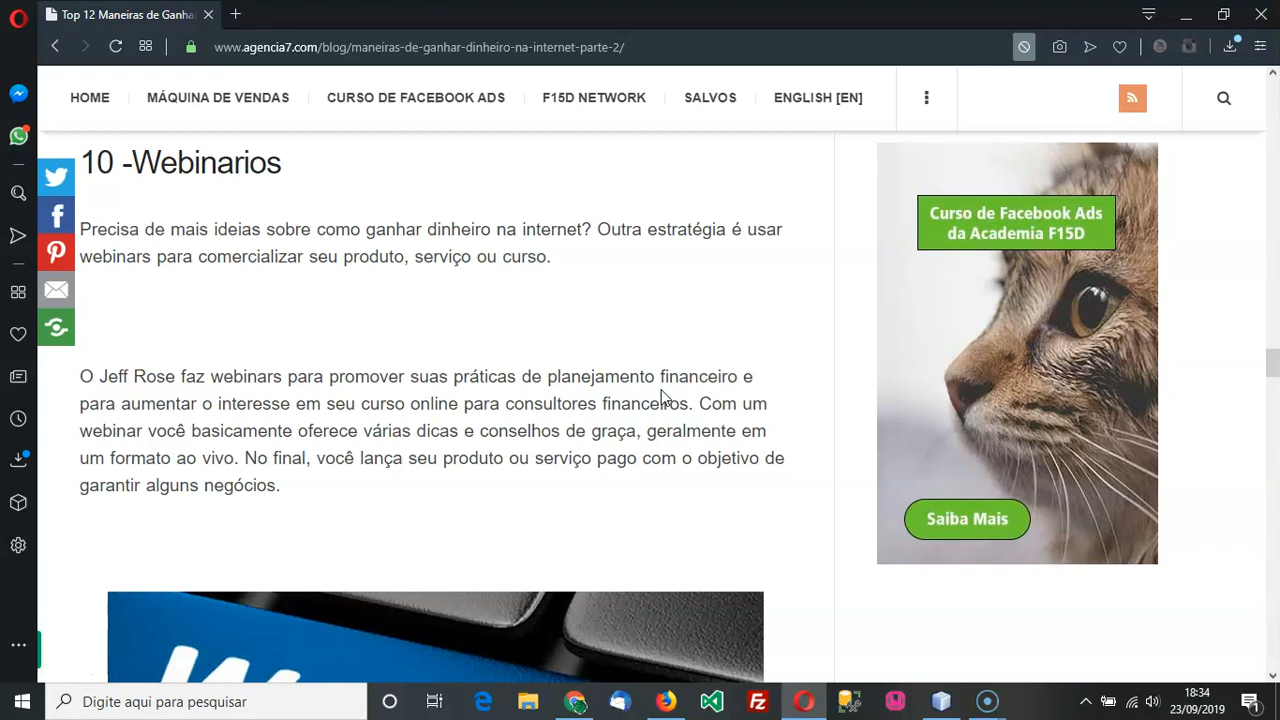 Top 12 Maneiras de Ganha
www.agencia7.com/blog/maneiras-de-ganhar-dinheiro-na-internet-parte-2/
HOME
MÁQUINA DE VENDAS
CURSO DE FACEBOOK ADS
F15D NETWORK
SALVOS
ENGLISH [EN]
10 -Webinarios
Precisa de mais ideias sobre como ganhar dinheiro na internet? Outra estratégia é usar
webinars para comercializar seu produto, serviço ou curso.
O Jeff Rose faz webinars para promover suas práticas de planejamento financeiro e
para aumentar o interesse em seu curso online para consultores financeiros. Com um
webinar você basicamente oferece várias dicas e conselhos de graça, geralmente em
um formato ao vivo. No final, você lança seu produto ou serviço pago com o objetivo de
garantir alguns negócios.
Curso de Facebook Ads
da Academia F15D
Saiba Mais
Digite aqui para pesquisar
18:34
23/09/2019
1